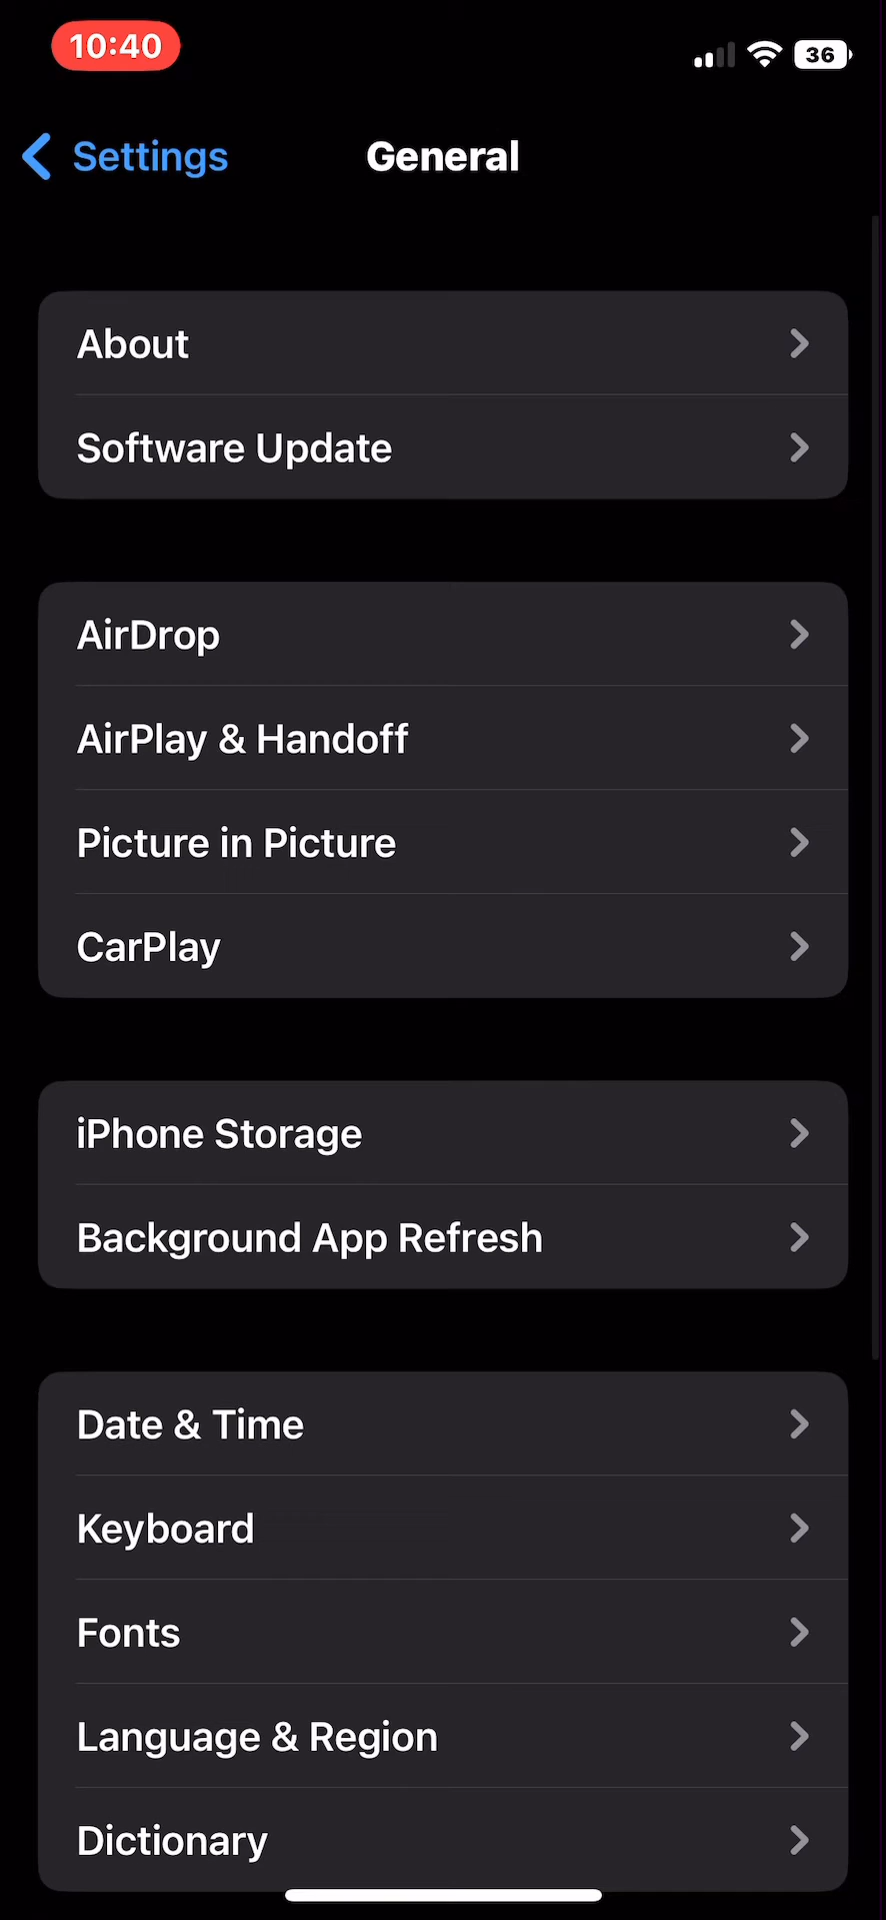 10:40
36
Settings
General
About
Software Update
AirDrop
AirPlay & Handoff
Picture in Picture
CarPlay
iPhone Storage
Background App Refresh
Date & Time
Keyboard
Fonts
Language & Region
Dictionary